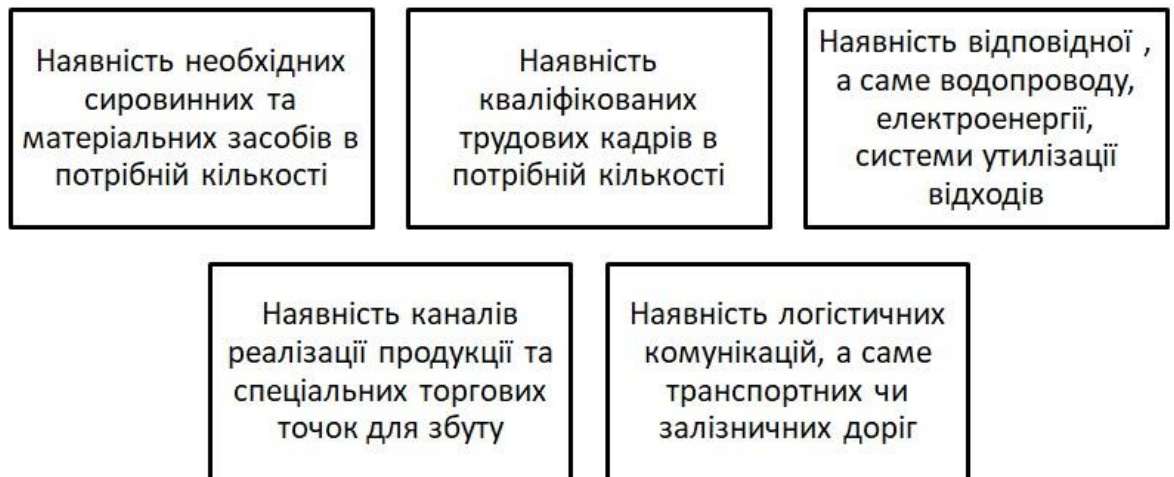 Наявність необхідних
сировинних та
матеріальних засобів в
потрібній кількості
Наявність
кваліфікованих
трудових кадрів в
потрібній кількості
Наявність відповідної ,
а саме водопроводу,
електроенергії,
системи утилізації
відходів
Наявність каналів
реалізації продукції та
спеціальних торгових
точок для збуту
Наявність логістичних
комунікацій, а саме
транспортних чи
залізничних доріг